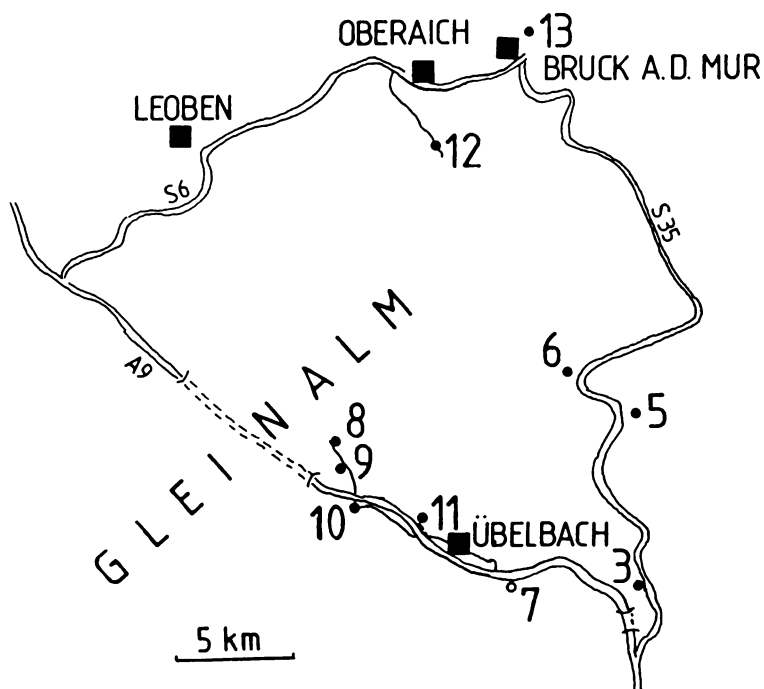 OBERAICH
13
BRUCK A.D. MUR
LEOBEN
12
S6
S35
A9
6
5
GLEINALM
8
9
10
11
ÜBELBACH
3
7
5 km